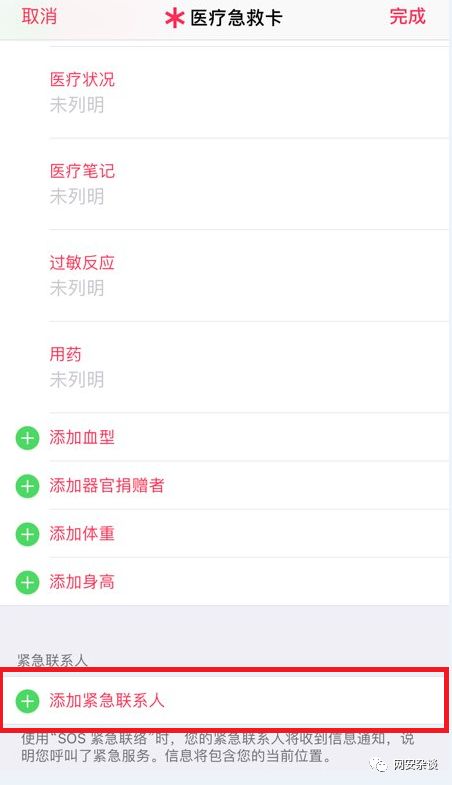 取消 医疗急救卡 完成
医疗状况
未列明
医疗笔记
未列明
过敏反应
未列明
用药
未列明
添加血型
添加器官捐赠者
添加体重
添加身高
紧急联系人
添加紧急联系人
使用“SOS 紧急联络”时，您的紧急联系人将收到信息通知，说
明您呼叫了紧急服务。信息将包含您的当前位置。
网安杂谈